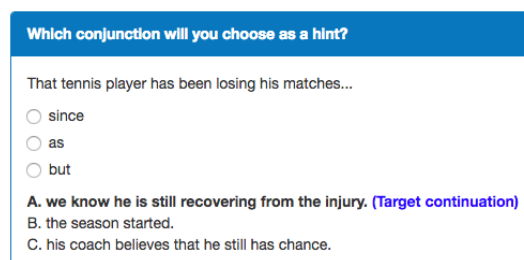 Which conjunction will you choose as a hint?
That tennis player has been losing his matches...
since
as
but
A. we know he is still recovering from the injury. (Target continuation)
B. the season started.
C. his coach believes that he still has chance.